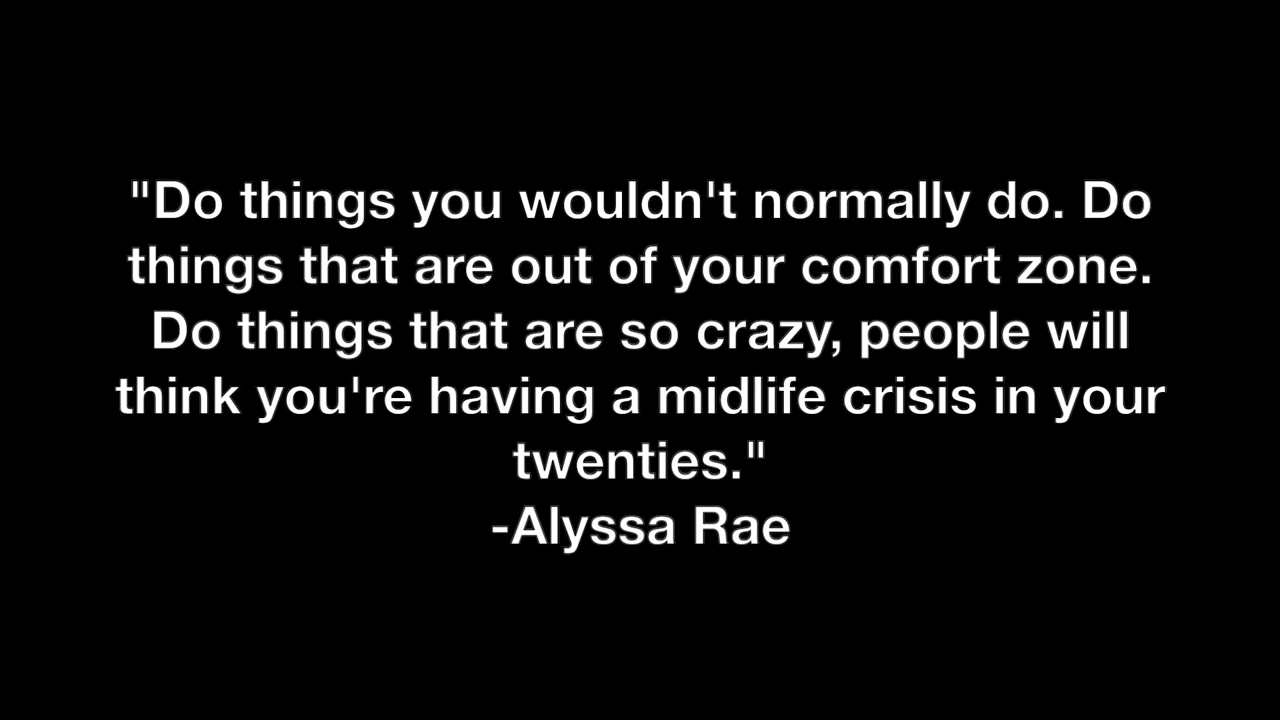 "Do things you wouldn't normally do. Do
things that are out of your comfort zone.
Do things that are so crazy, people will
think you're having a midlife crisis in your
twenties."
-Alyssa Rae